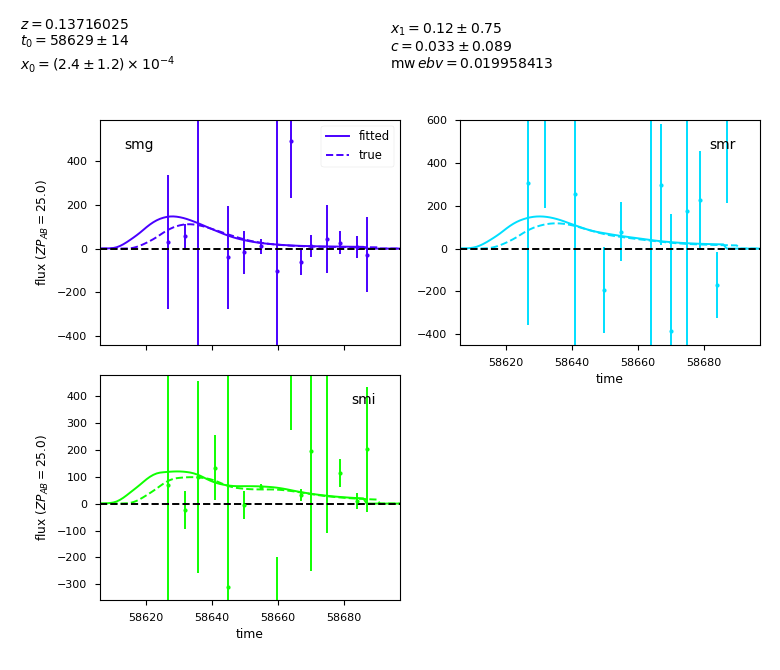 z = 0.13716025
t₀ = 58629 ± 14
x₀ = (2.4 ± 1.2) × 10⁻⁴
x₁ = 0.12 ± 0.75
c = 0.033 ± 0.089
mw ebv = 0.019958413
smg
fitted
true
400
200
0
−200
−400
flux (ZP_AB = 25.0)
smr
600
400
200
0
−200
−400
58620 58640 58660 58680
time
smi
400
300
200
100
0
−100
−200
−300
flux (ZP_AB = 25.0)
58620 58640 58660 58680
time